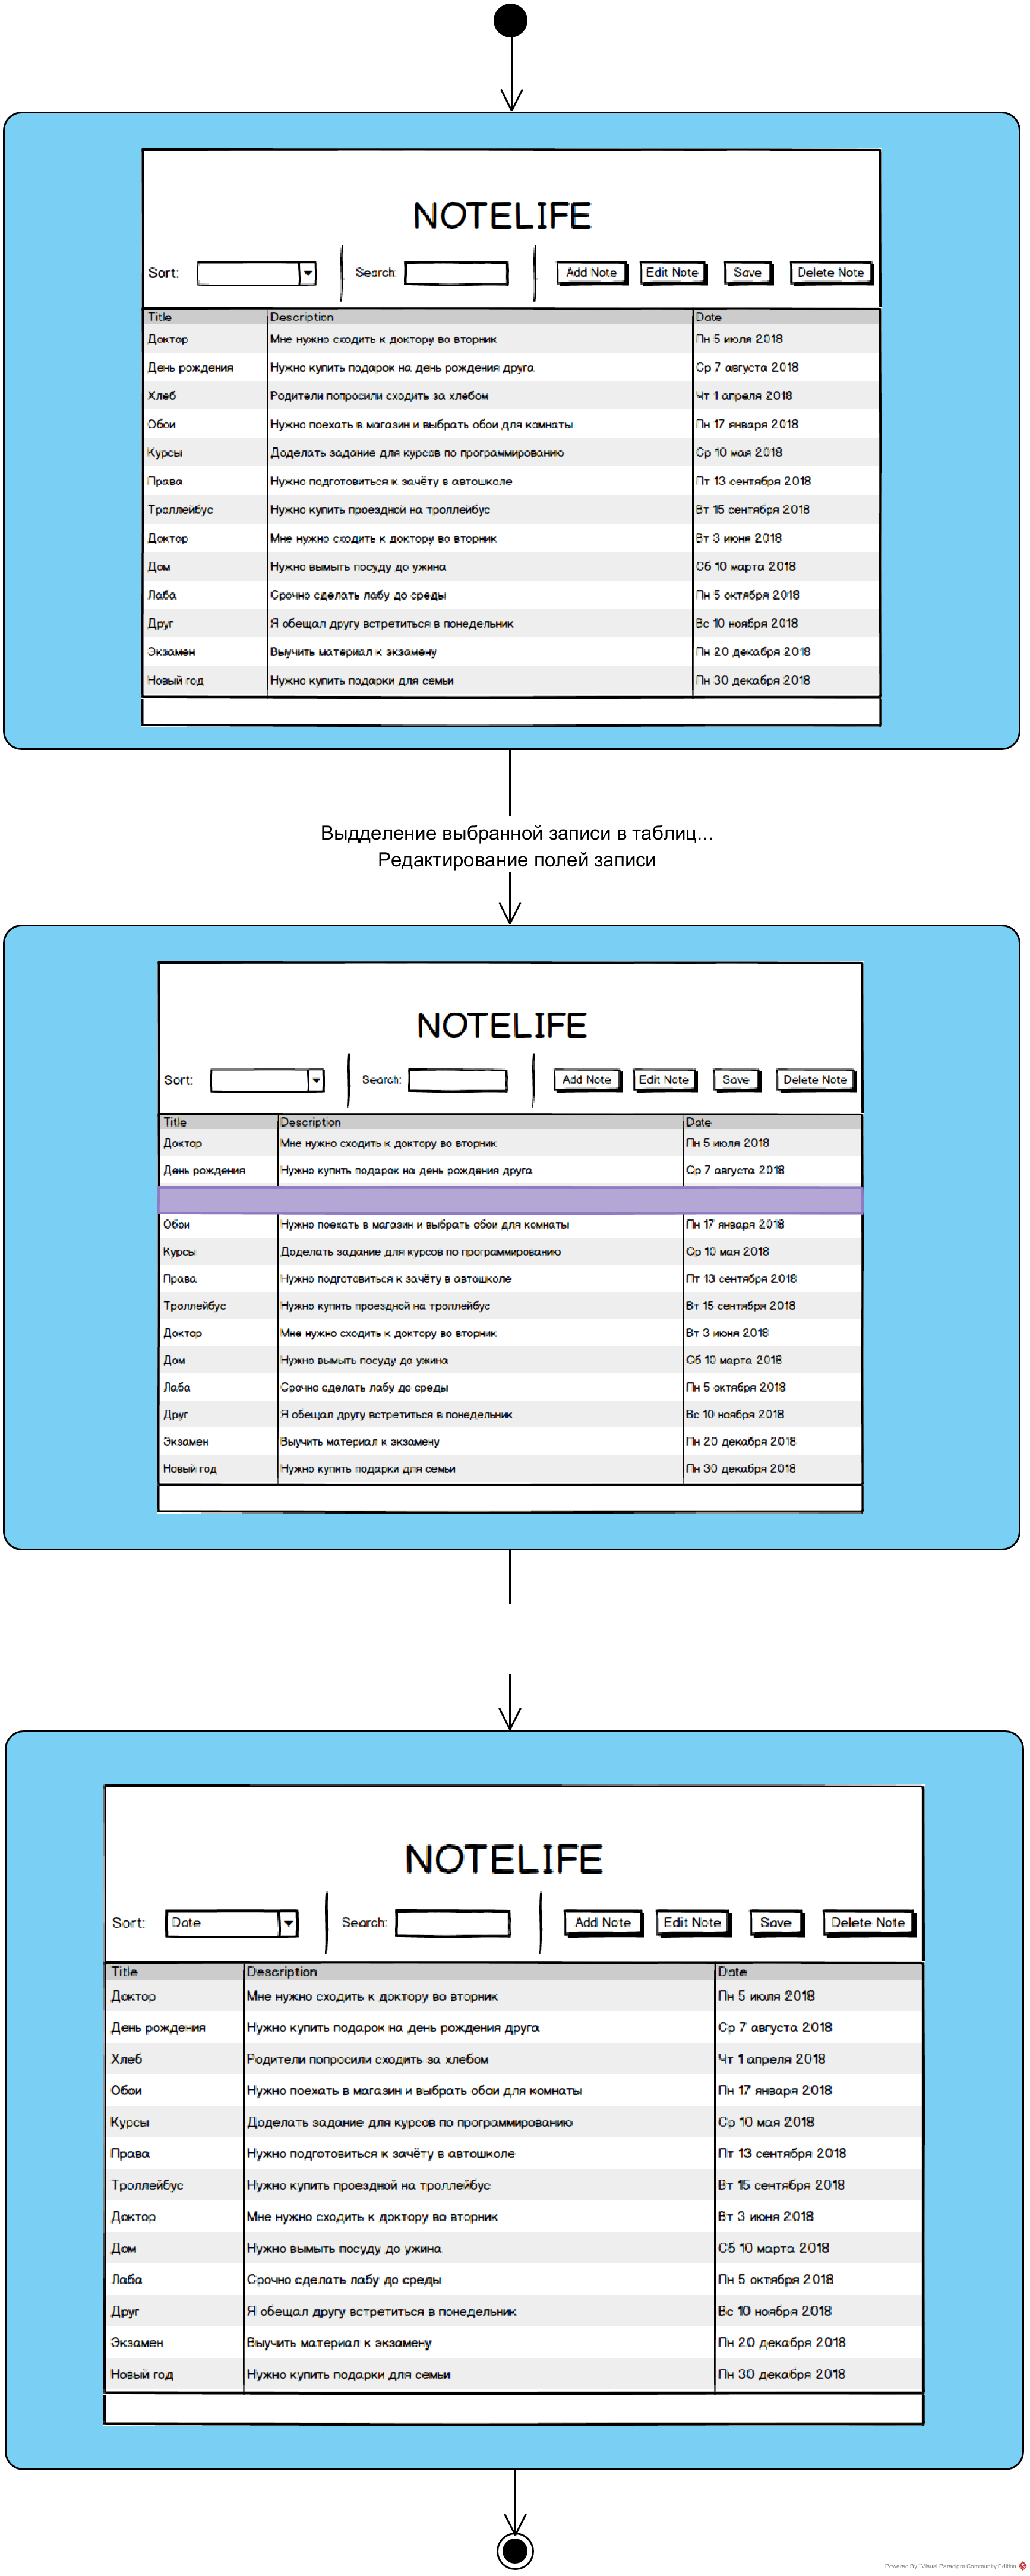 NOTELIFE
Sort: Search: Add Note Edit Note Save Delete Note
Title Description Date
Доктор Мне нужно сходить к доктору во вторник Пн 5 июля 2018
День рождения Нужно купить подарок на день рождения друга Ср 7 августа 2018
Хлеб Родители попросили сходить за хлебом Чт 1 апреля 2018
Обои Нужно поехать в магазин и выбрать обои для комнаты Пн 17 января 2018
Курсы Доделать задание для курсов по программированию Ср 10 мая 2018
Права Нужно подготовиться к зачёту в автошколе Пт 13 сентября 2018
Троллейбус Нужно купить проездной на троллейбус Вт 15 сентября 2018
Доктор Мне нужно сходить к доктору во вторник Вт 3 июня 2018
Дом Нужно вымыть посуду до ужина Сб 10 марта 2018
Лаба Срочно сделать лабу до среды Пн 5 октября 2018
Друг Я обещал другу встретиться в понедельник Вс 10 ноября 2018
Экзамен Выучить материал к экзамену Пн 20 декабря 2018
Новый год Нужно купить подарки для семьи Пн 30 декабря 2018
Выдделение выбранной записи в таблиц...
Редактирование полей записи
NOTELIFE
Sort: Search: Add Note Edit Note Save Delete Note
Title Description Date
Доктор Мне нужно сходить к доктору во вторник Пн 5 июля 2018
День рождения Нужно купить подарок на день рождения друга Ср 7 августа 2018
Обои Нужно поехать в магазин и выбрать обои для комнаты Пн 17 января 2018
Курсы Доделать задание для курсов по программированию Ср 10 мая 2018
Права Нужно подготовиться к зачёту в автошколе Пт 13 сентября 2018
Троллейбус Нужно купить проездной на троллейбус Вт 15 сентября 2018
Доктор Мне нужно сходить к доктору во вторник Вт 3 июня 2018
Дом Нужно вымыть посуду до ужина Сб 10 марта 2018
Лаба Срочно сделать лабу до среды Пн 5 октября 2018
Друг Я обещал другу встретиться в понедельник Вс 10 ноября 2018
Экзамен Выучить материал к экзамену Пн 20 декабря 2018
Новый год Нужно купить подарки для семьи Пн 30 декабря 2018
NOTELIFE
Sort: Date Search: Add Note Edit Note Save Delete Note
Title Description Date
Доктор Мне нужно сходить к доктору во вторник Пн 5 июля 2018
День рождения Нужно купить подарок на день рождения друга Ср 7 августа 2018
Хлеб Родители попросили сходить за хлебом Чт 1 апреля 2018
Обои Нужно поехать в магазин и выбрать обои для комнаты Пн 17 января 2018
Курсы Доделать задание для курсов по программированию Ср 10 мая 2018
Права Нужно подготовиться к зачёту в автошколе Пт 13 сентября 2018
Троллейбус Нужно купить проездной на троллейбус Вт 15 сентября 2018
Доктор Мне нужно сходить к доктору во вторник Вт 3 июня 2018
Дом Нужно вымыть посуду до ужина Сб 10 марта 2018
Лаба Срочно сделать лабу до среды Пн 5 октября 2018
Друг Я обещал другу встретиться в понедельник Вс 10 ноября 2018
Экзамен Выучить материал к экзамену Пн 20 декабря 2018
Новый год Нужно купить подарки для семьи Пн 30 декабря 2018
Powered By Visual Paradigm Community Edition